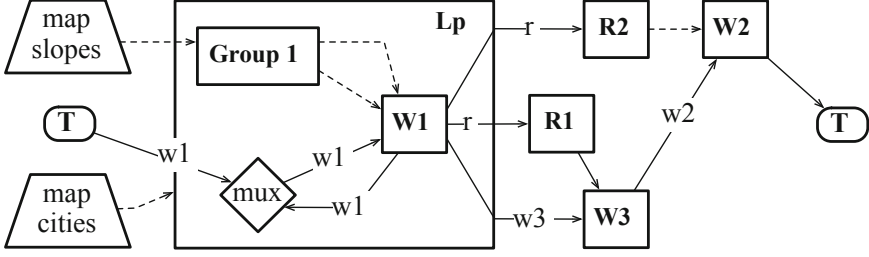 map
slopes
Group 1
Lp
r
R2
W2
T
w1
mux
w1
w1
W1
r
R1
w2
T
map
cities
w3
W3